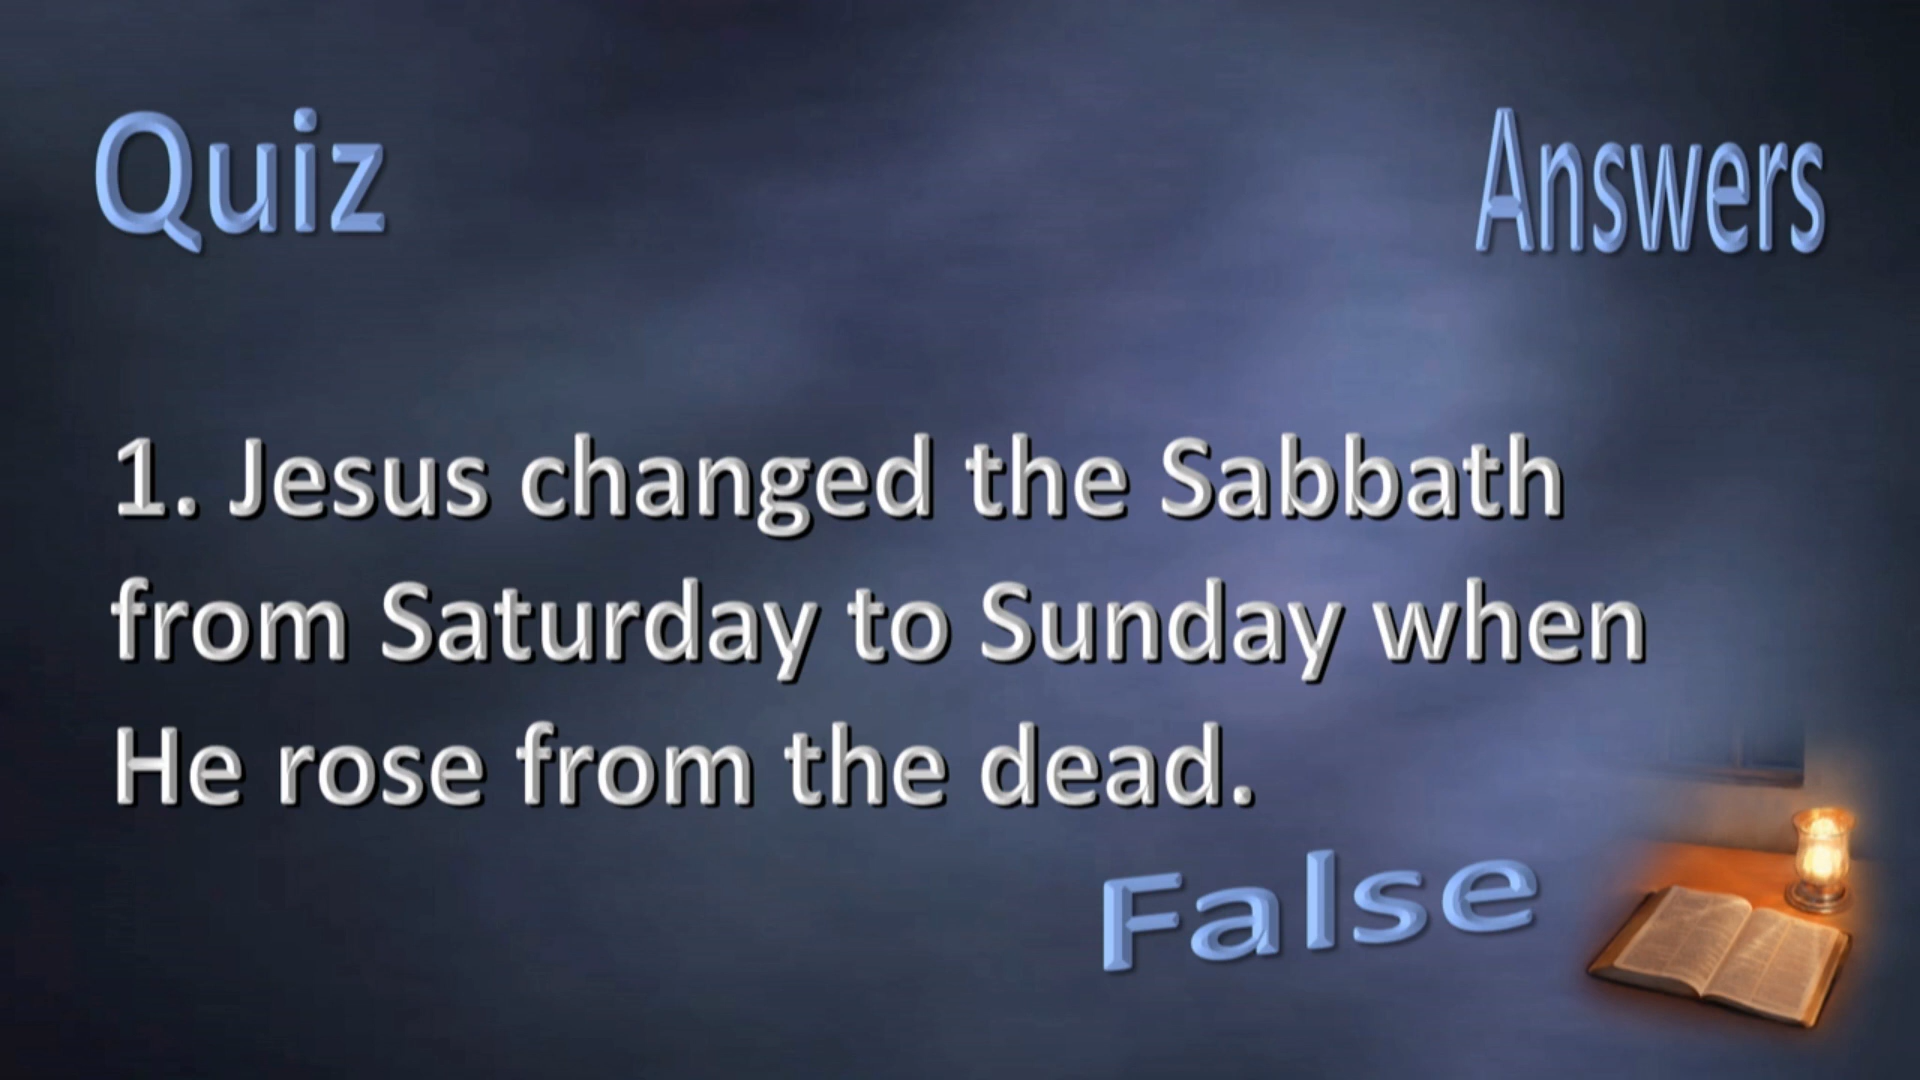 Quiz
Answers
1. Jesus changed the Sabbath
from Saturday to Sunday when
He rose from the dead.
False